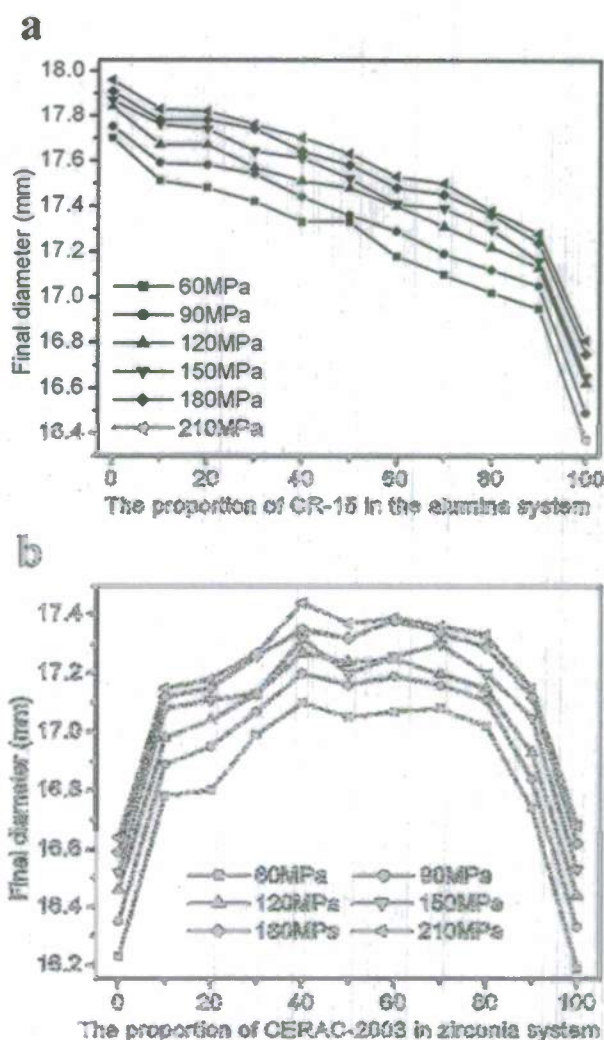 a
18.0
17.8
17.6
17.4
17.2
17.0
16.8
16.6
16.4
Final diameter (mm)
60MPa
90MPa
120MPa
150MPa
180MPa
210MPa
0 20 40 60 80 100
The proportion of CR-15 in the alumina system
b
17.4
17.2
17.0
16.8
16.6
16.4
16.2
Final diameter (mm)
60MPa 90MPa
120MPa 150MPa
180MPa 210MPa
0 20 40 60 80 100
The proportion of CERAC-2003 in zirconia system